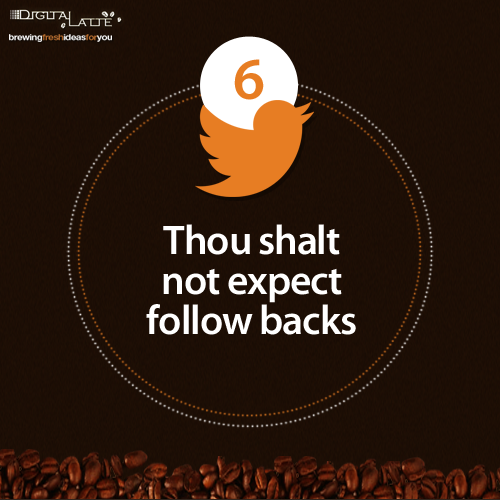 DIGITAL LATTE
brewingfreshideasforyou
6
Thou shalt
not expect
follow backs